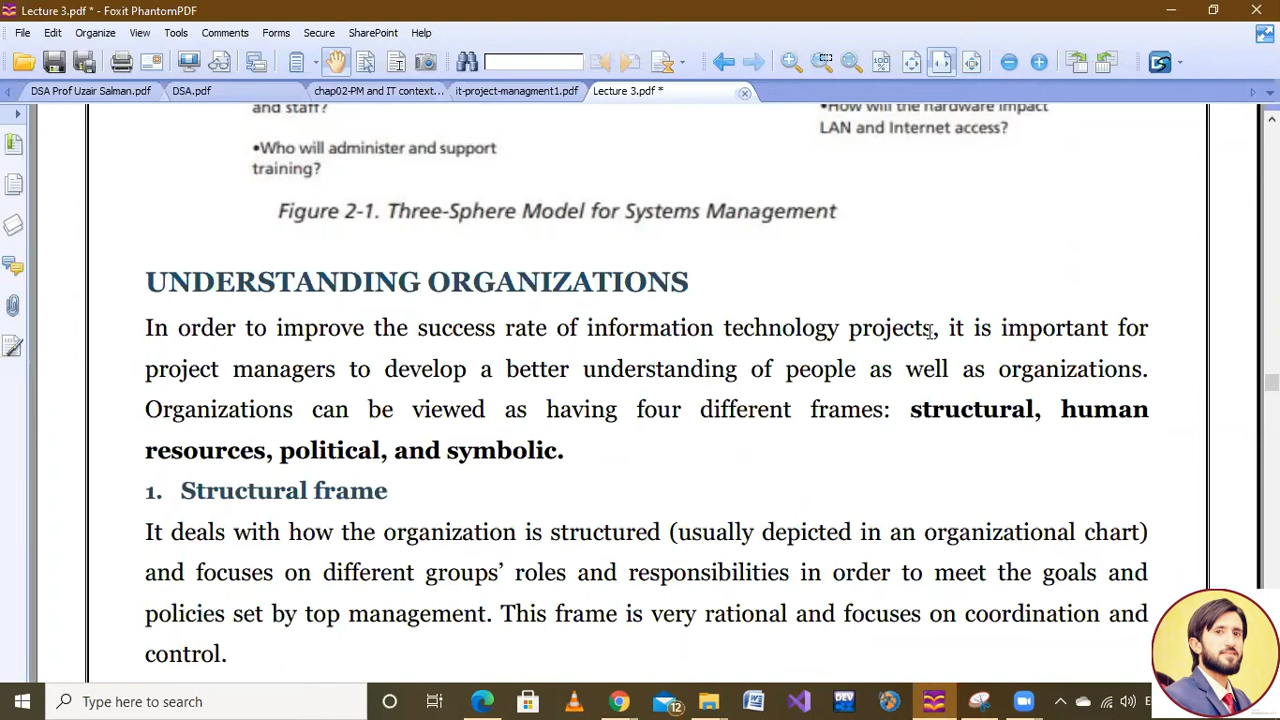 Lecture 3.pdf * - Foxit PhantomPDF
File Edit Organize View Tools Comments Forms Secure SharePoint Help
DSA Prof Uzair Salman.pdf DSA.pdf chap02-PM and IT context... it-project-managment1.pdf Lecture 3.pdf *
and staff?
•Who will administer and support
training?
•How will the hardware impact
LAN and Internet access?
Figure 2-1. Three-Sphere Model for Systems Management
UNDERSTANDING ORGANIZATIONS
In order to improve the success rate of information technology projects, it is important for
project managers to develop a better understanding of people as well as organizations.
Organizations can be viewed as having four different frames: structural, human
resources, political, and symbolic.
1. Structural frame
It deals with how the organization is structured (usually depicted in an organizational chart)
and focuses on different groups’ roles and responsibilities in order to meet the goals and
policies set by top management. This frame is very rational and focuses on coordination and
control.
Type here to search
12
DEV